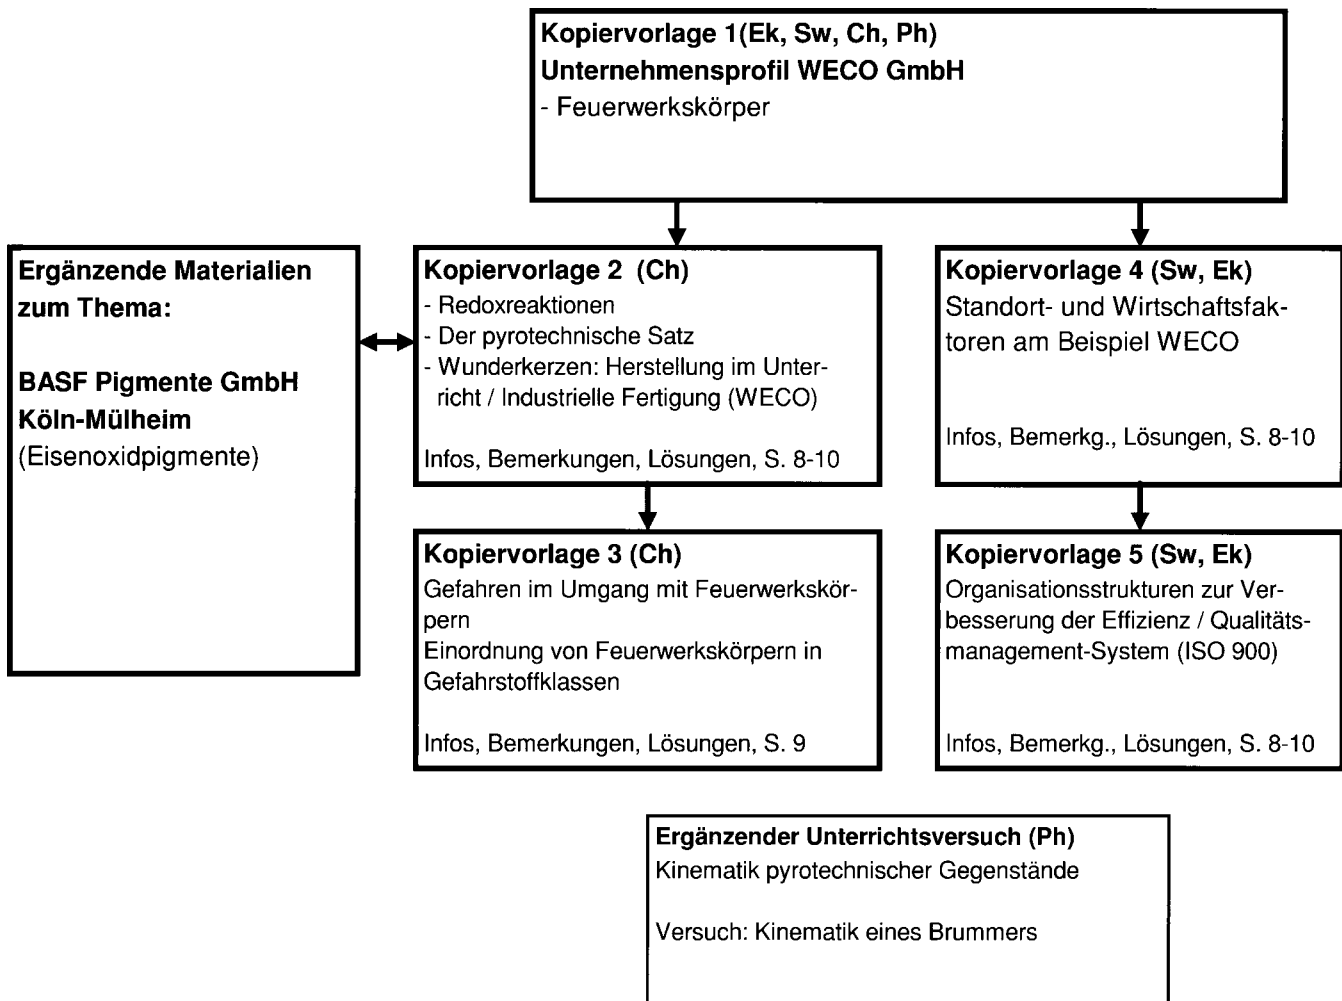 Kopiervorlage 1(Ek, Sw, Ch, Ph)
Unternehmensprofil WECO GmbH
- Feuerwerkskörper
Ergänzende Materialien
zum Thema:
BASF Pigmente GmbH
Köln-Mülheim
(Eisenoxidpigmente)
Kopiervorlage 2 (Ch)
- Redoxreaktionen
- Der pyrotechnische Satz
- Wunderkerzen: Herstellung im Unter-
richt / Industrielle Fertigung (WECO)
Infos, Bemerkungen, Lösungen, S. 8-10
Kopiervorlage 4 (Sw, Ek)
Standort- und Wirtschaftsfak-
toren am Beispiel WECO
Infos, Bemerkg., Lösungen, S. 8-10
Kopiervorlage 3 (Ch)
Gefahren im Umgang mit Feuerwerkskör-
pern
Einordnung von Feuerwerkskörpern in
Gefahrstoffklassen
Infos, Bemerkungen, Lösungen, S. 9
Kopiervorlage 5 (Sw, Ek)
Organisationsstrukturen zur Ver-
besserung der Effizienz / Qualitäts-
management-System (ISO 900)
Infos, Bemerkg., Lösungen, S. 8-10
Ergänzender Unterrichtsversuch (Ph)
Kinematik pyrotechnischer Gegenstände
Versuch: Kinematik eines Brummers